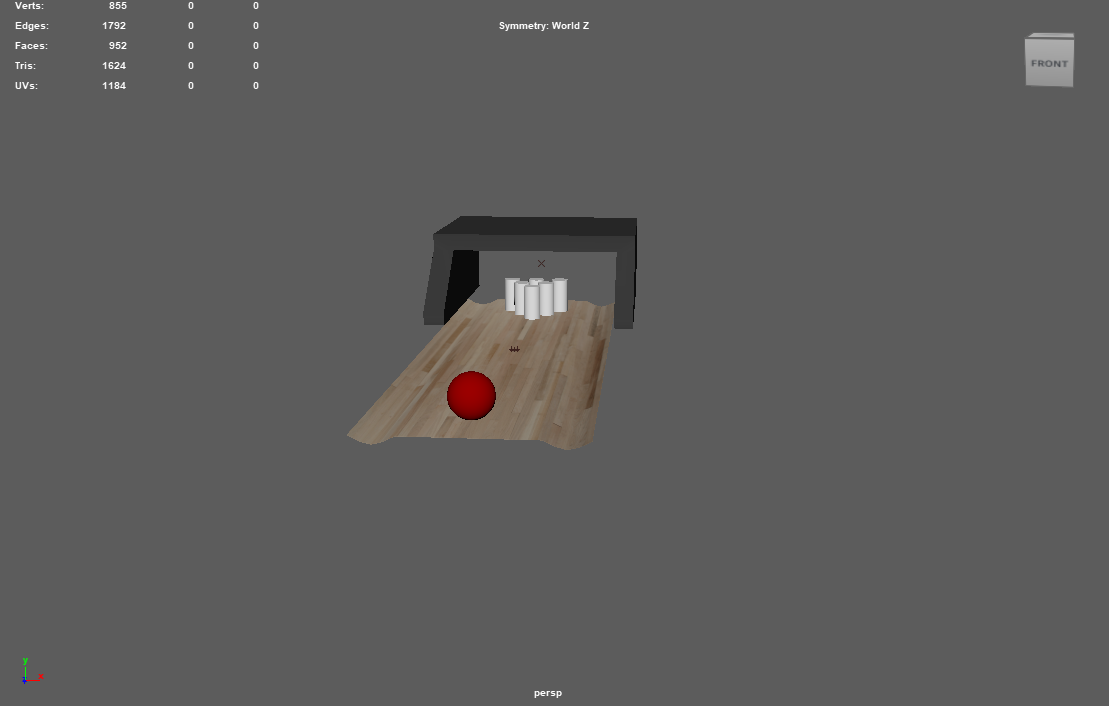 Verts: 855 0 0
Edges: 1792 0 0
Symmetry: World Z
Faces: 952 0 0
FRONT
Tris: 1624 0 0
UVs: 1184 0 0
y
x
persp